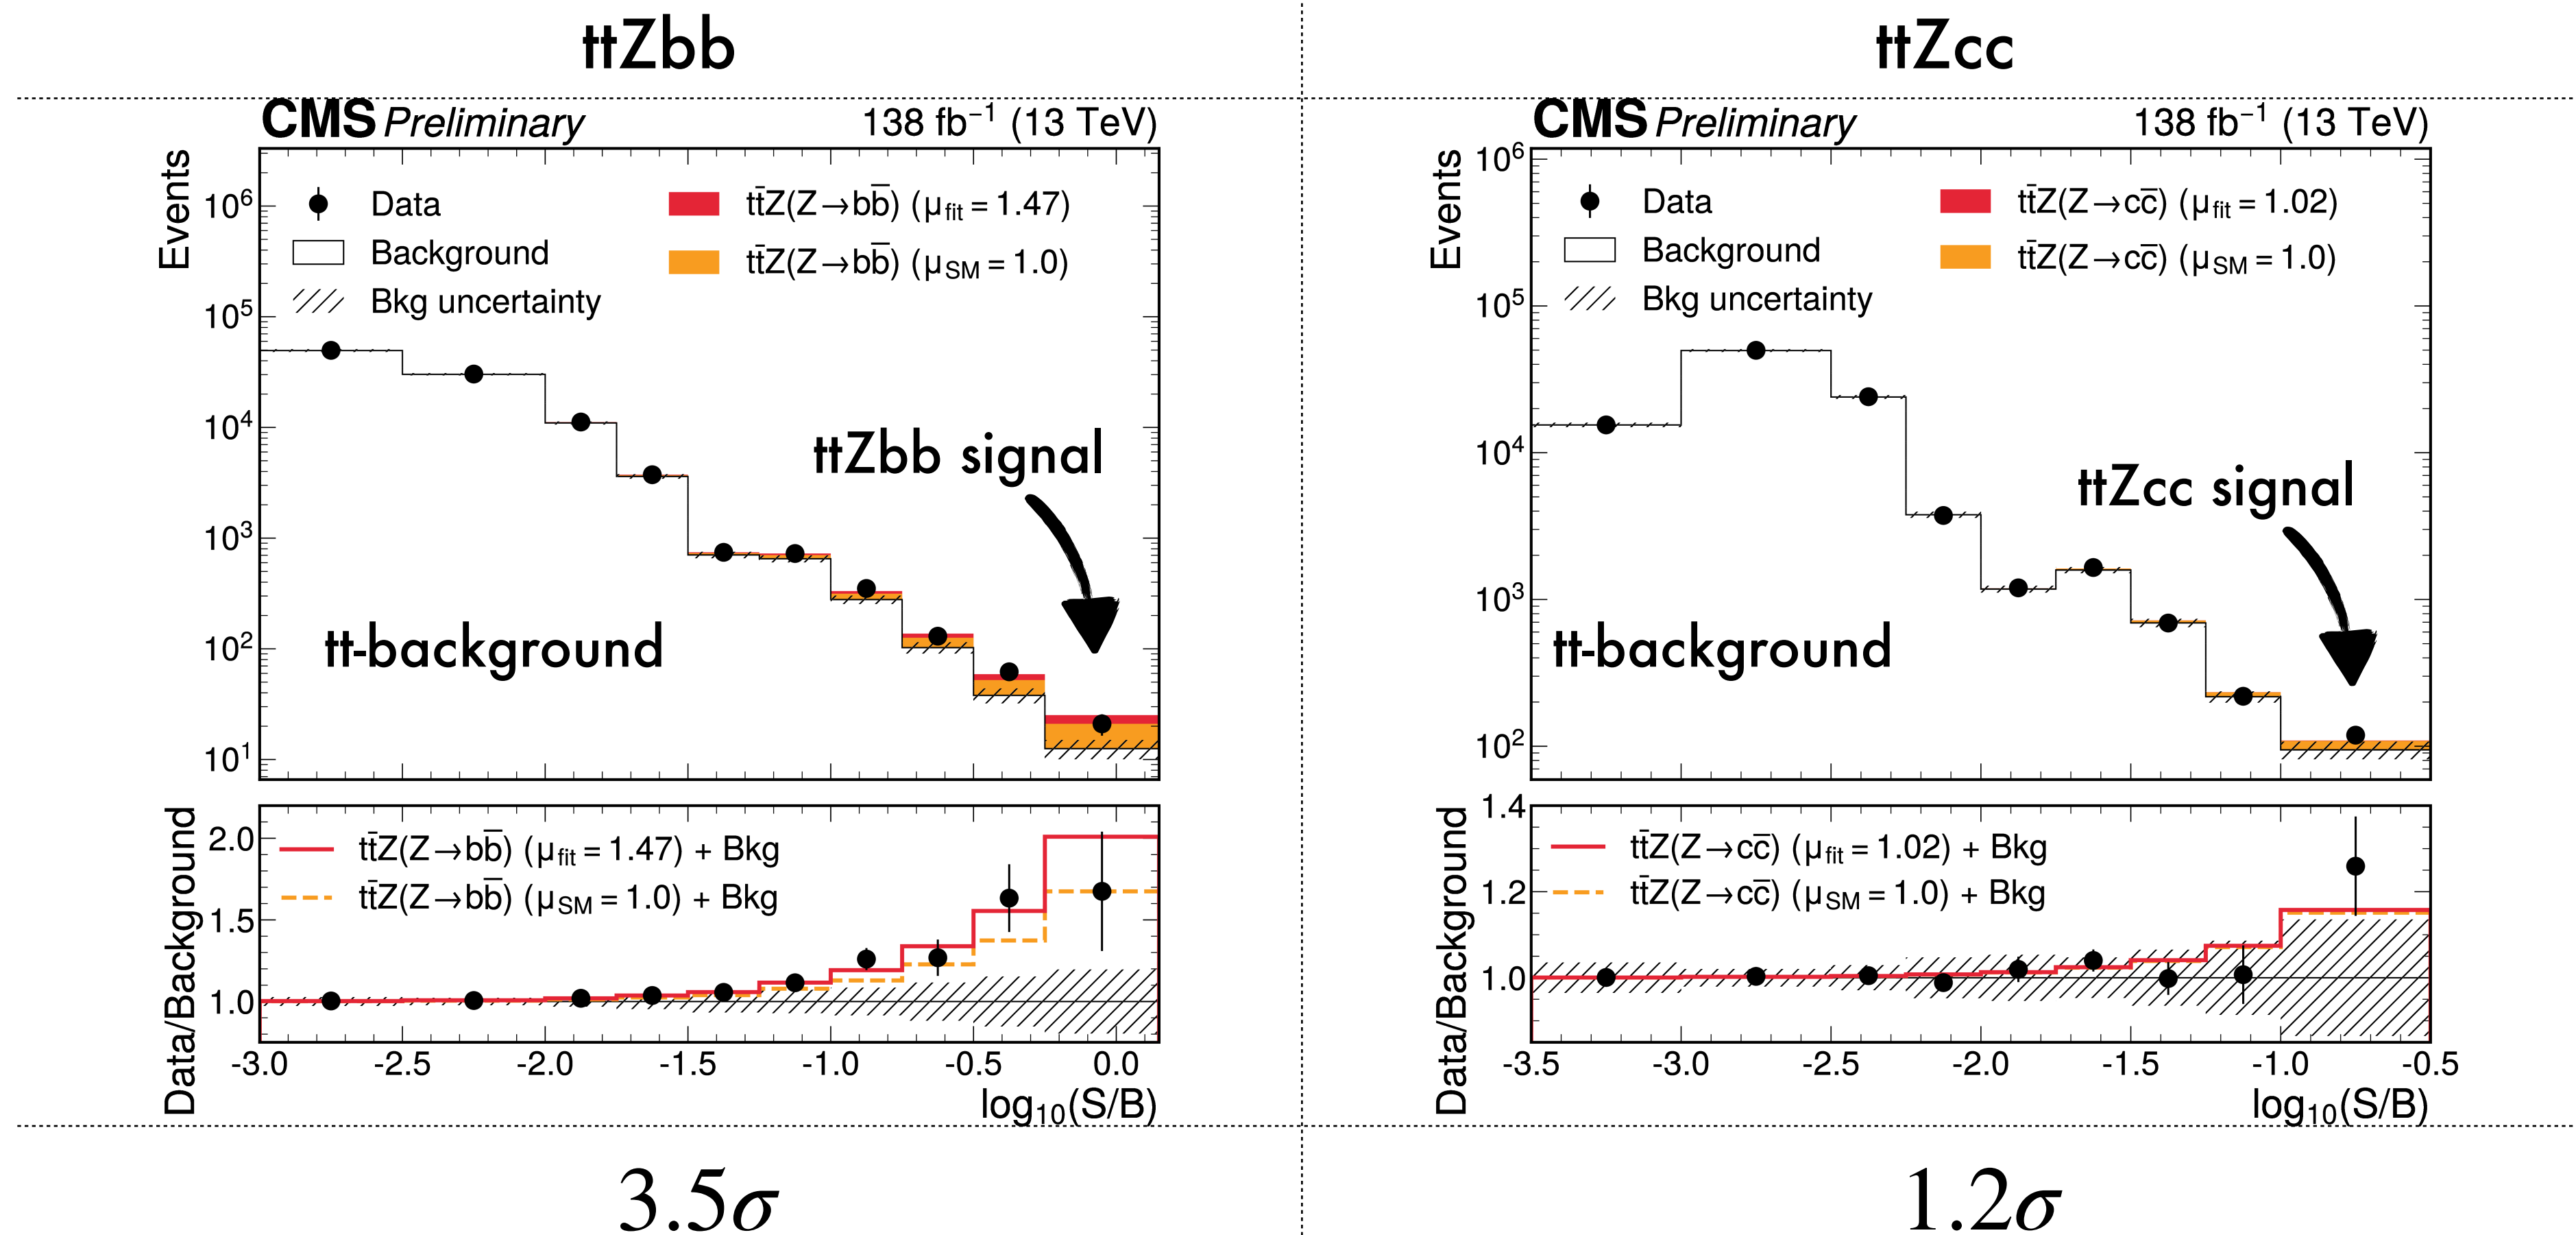 ttZbb
ttZcc
CMS Preliminary 138 fb⁻¹ (13 TeV)
Events
10⁶
10⁵
10⁴
10³
10²
10¹
Data
Background
Bkg uncertainty
tt̄Z(Z→bb̄) (μfit = 1.47)
tt̄Z(Z→bb̄) (μSM = 1.0)
ttZbb signal
tt-background
Data/Background
2.0
1.5
1.0
tt̄Z(Z→bb̄) (μfit = 1.47) + Bkg
tt̄Z(Z→bb̄) (μSM = 1.0) + Bkg
-3.0 -2.5 -2.0 -1.5 -1.0 -0.5 0.0
log₁₀(S/B)
3.5σ
CMS Preliminary 138 fb⁻¹ (13 TeV)
Events
10⁶
10⁵
10⁴
10³
10²
Data
Background
Bkg uncertainty
tt̄Z(Z→cc̄) (μfit = 1.02)
tt̄Z(Z→cc̄) (μSM = 1.0)
ttZcc signal
tt-background
Data/Background
1.4
1.2
1.0
tt̄Z(Z→cc̄) (μfit = 1.02) + Bkg
tt̄Z(Z→cc̄) (μSM = 1.0) + Bkg
-3.5 -3.0 -2.5 -2.0 -1.5 -1.0 -0.5
log₁₀(S/B)
1.2σ